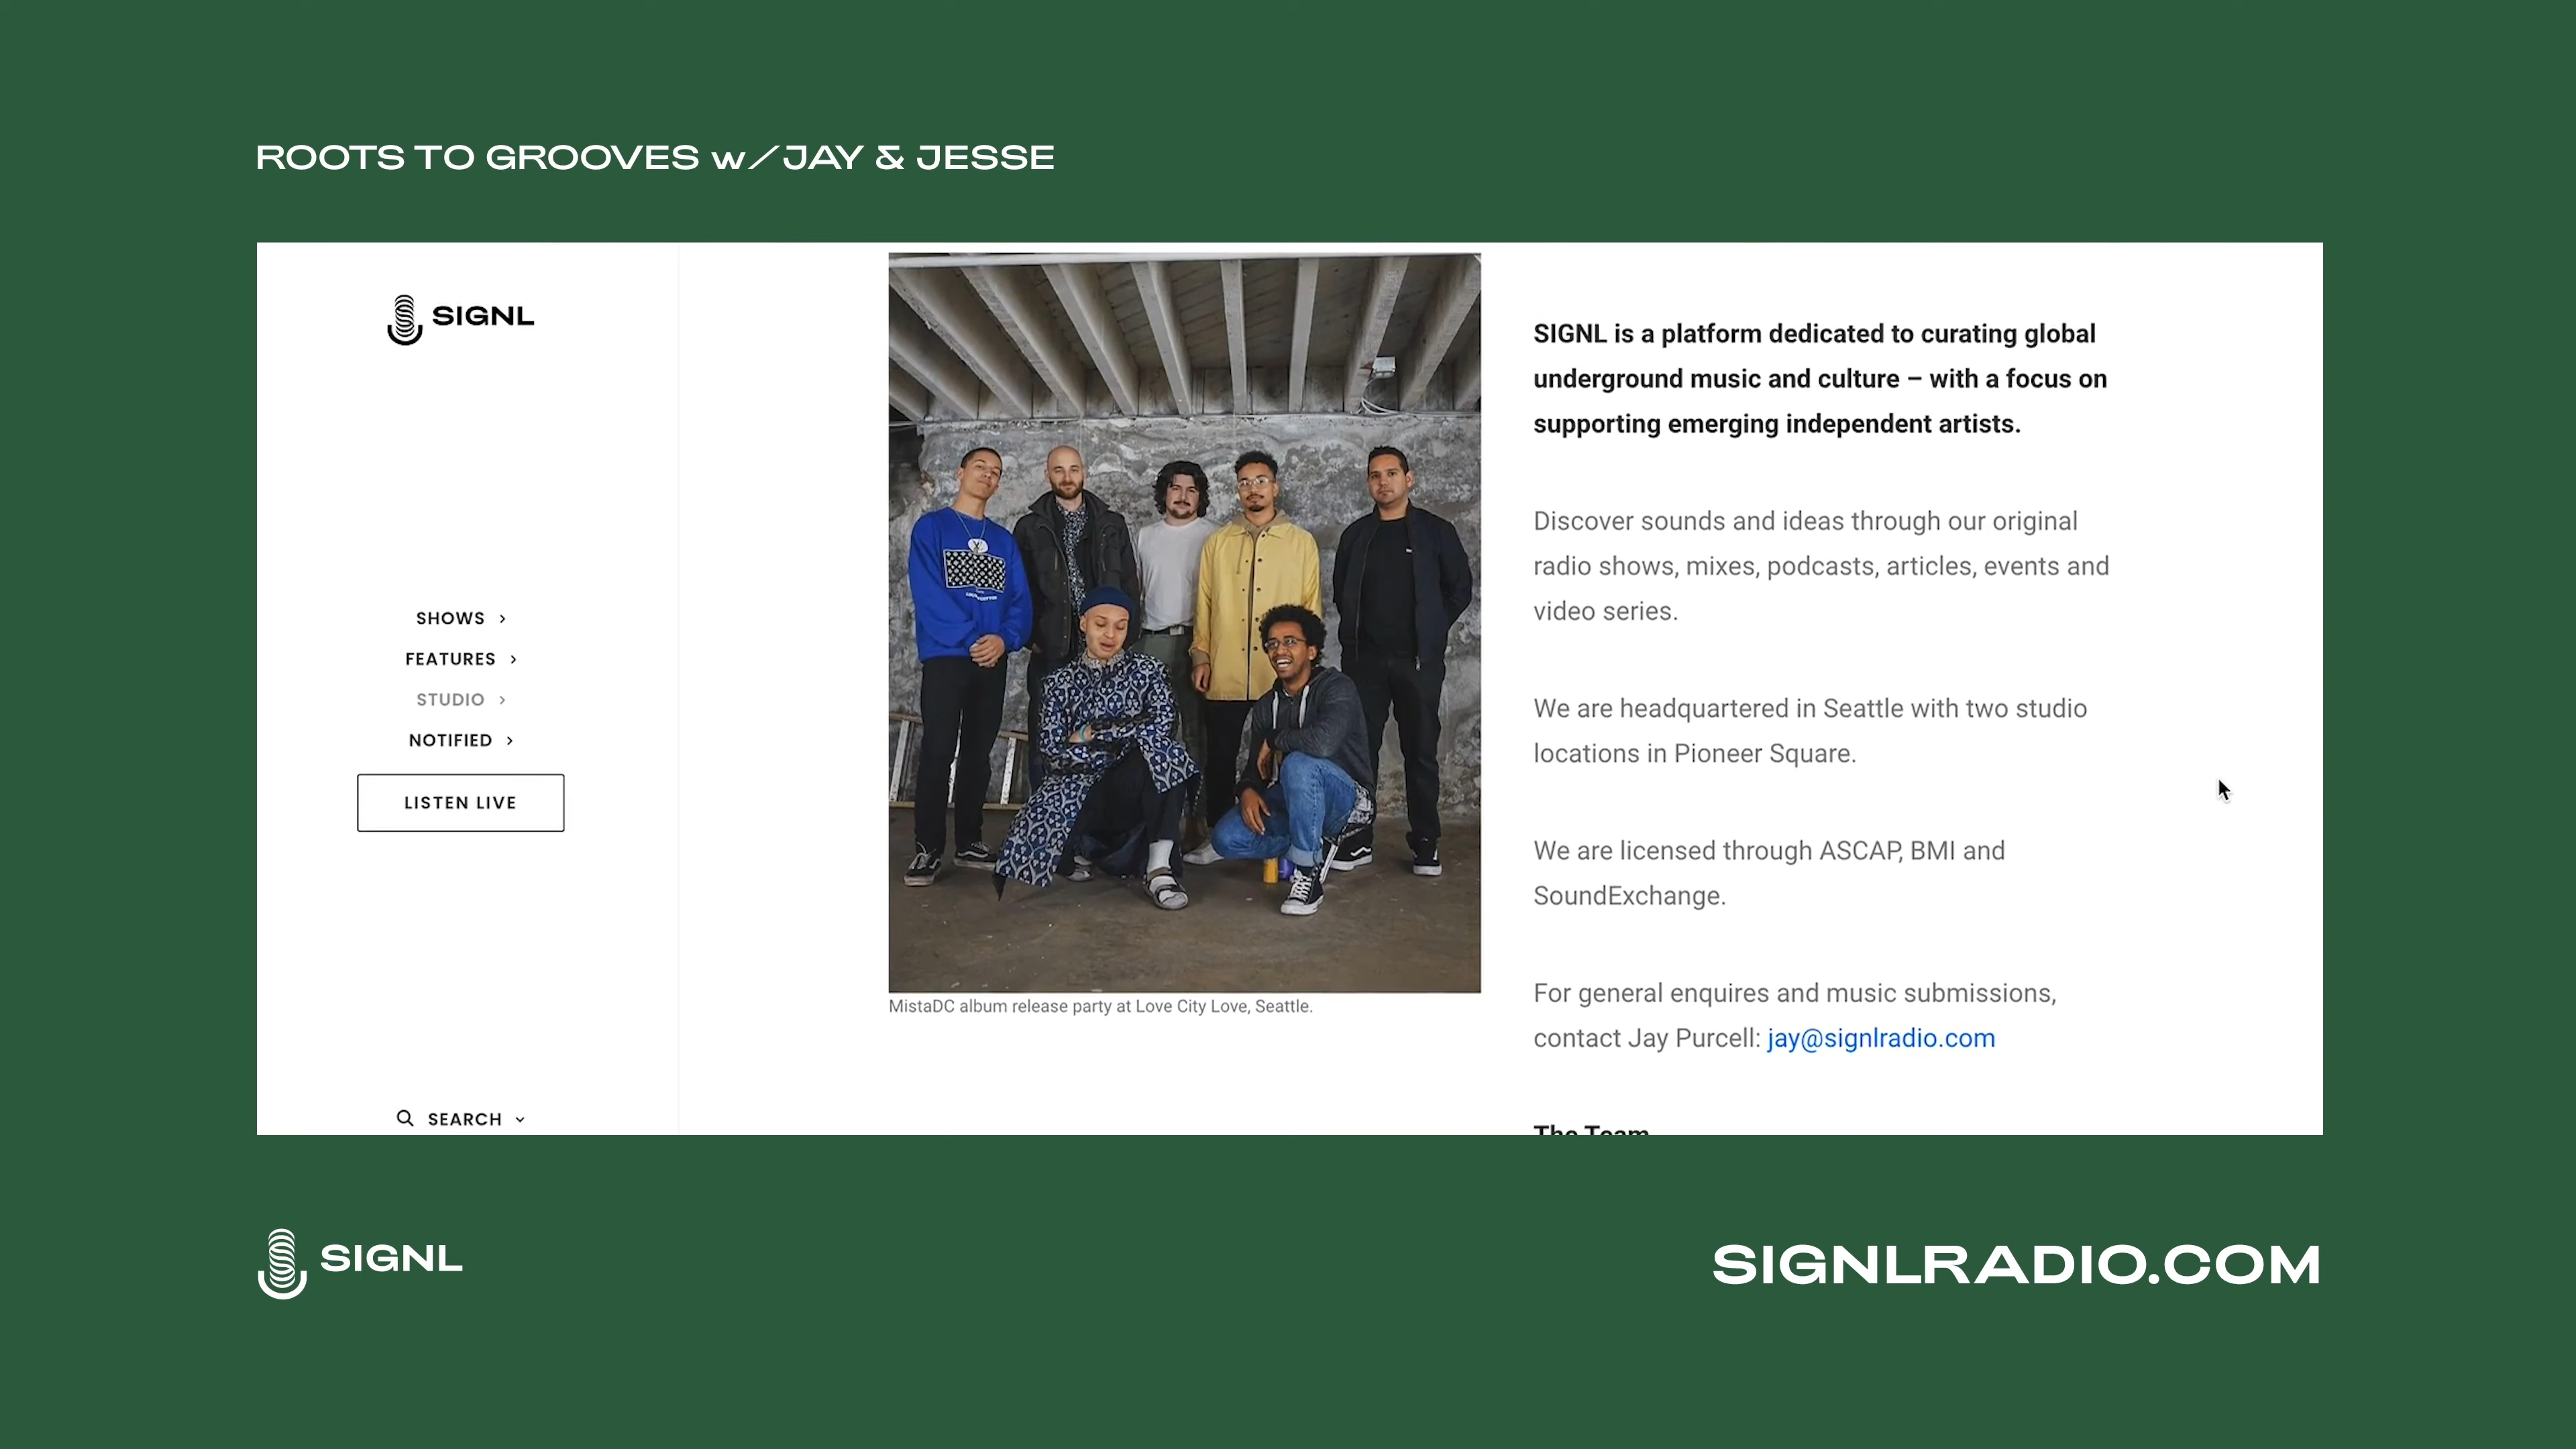 ROOTS TO GROOVES w/JAY & JESSE
SIGNL
SHOWS
FEATURES
STUDIO
NOTIFIED
LISTEN LIVE
SEARCH
MistaDC album release party at Love City Love, Seattle.
SIGNL is a platform dedicated to curating global
underground music and culture – with a focus on
supporting emerging independent artists.
Discover sounds and ideas through our original
radio shows, mixes, podcasts, articles, events and
video series.
We are headquartered in Seattle with two studio
locations in Pioneer Square.
We are licensed through ASCAP, BMI and
SoundExchange.
For general enquires and music submissions,
contact Jay Purcell: jay@signlradio.com
The Team
SIGNL
SIGNLRADIO.COM